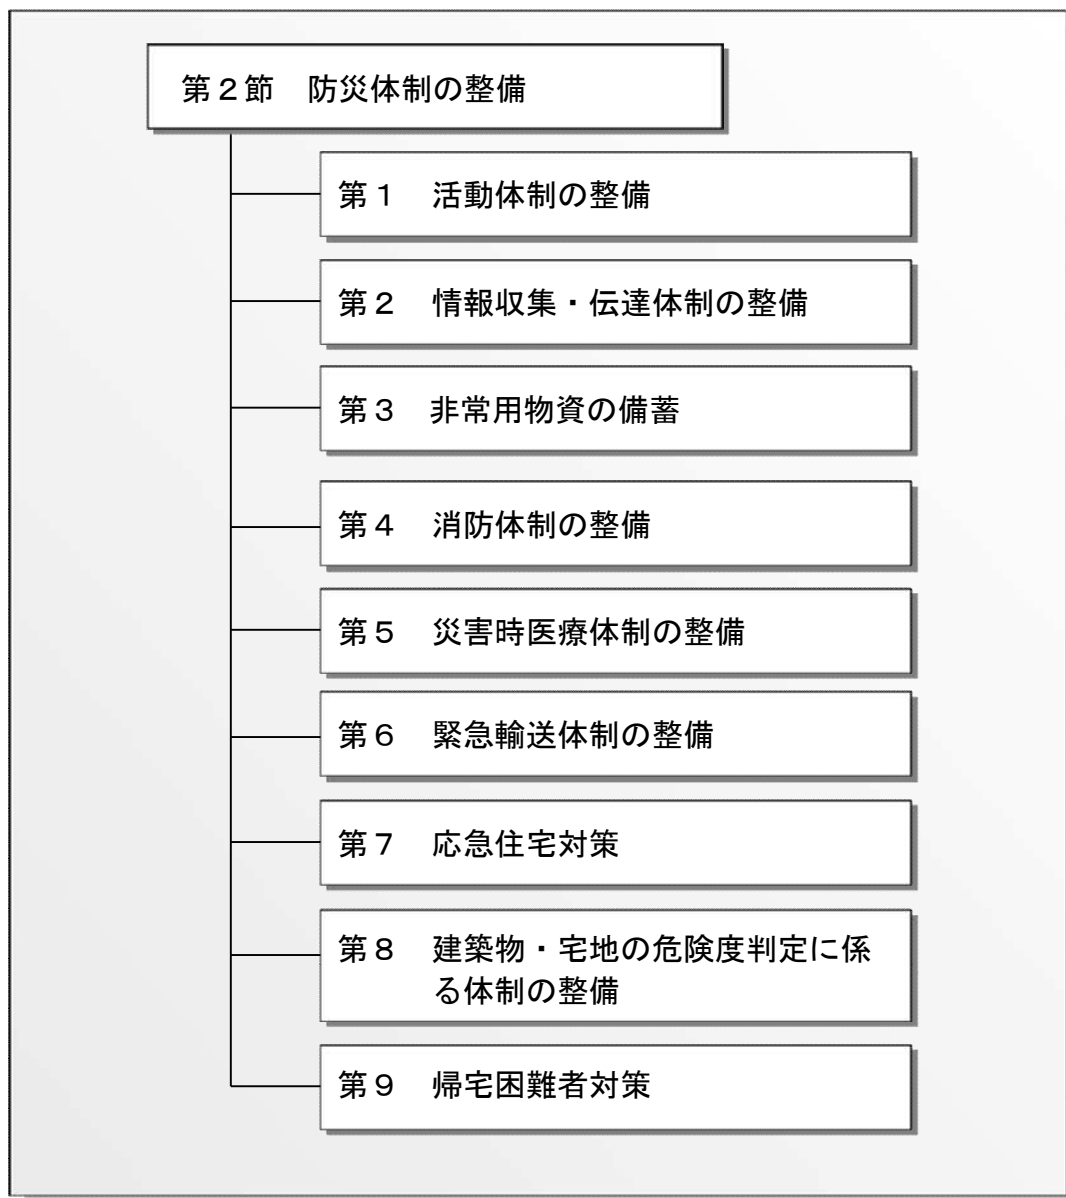 第２節　防災体制の整備
第１　活動体制の整備
第２　情報収集・伝達体制の整備
第３　非常用物資の備蓄
第４　消防体制の整備
第５　災害時医療体制の整備
第６　緊急輸送体制の整備
第７　応急住宅対策
第８　建築物・宅地の危険度判定に係
る体制の整備
第９　帰宅困難者対策